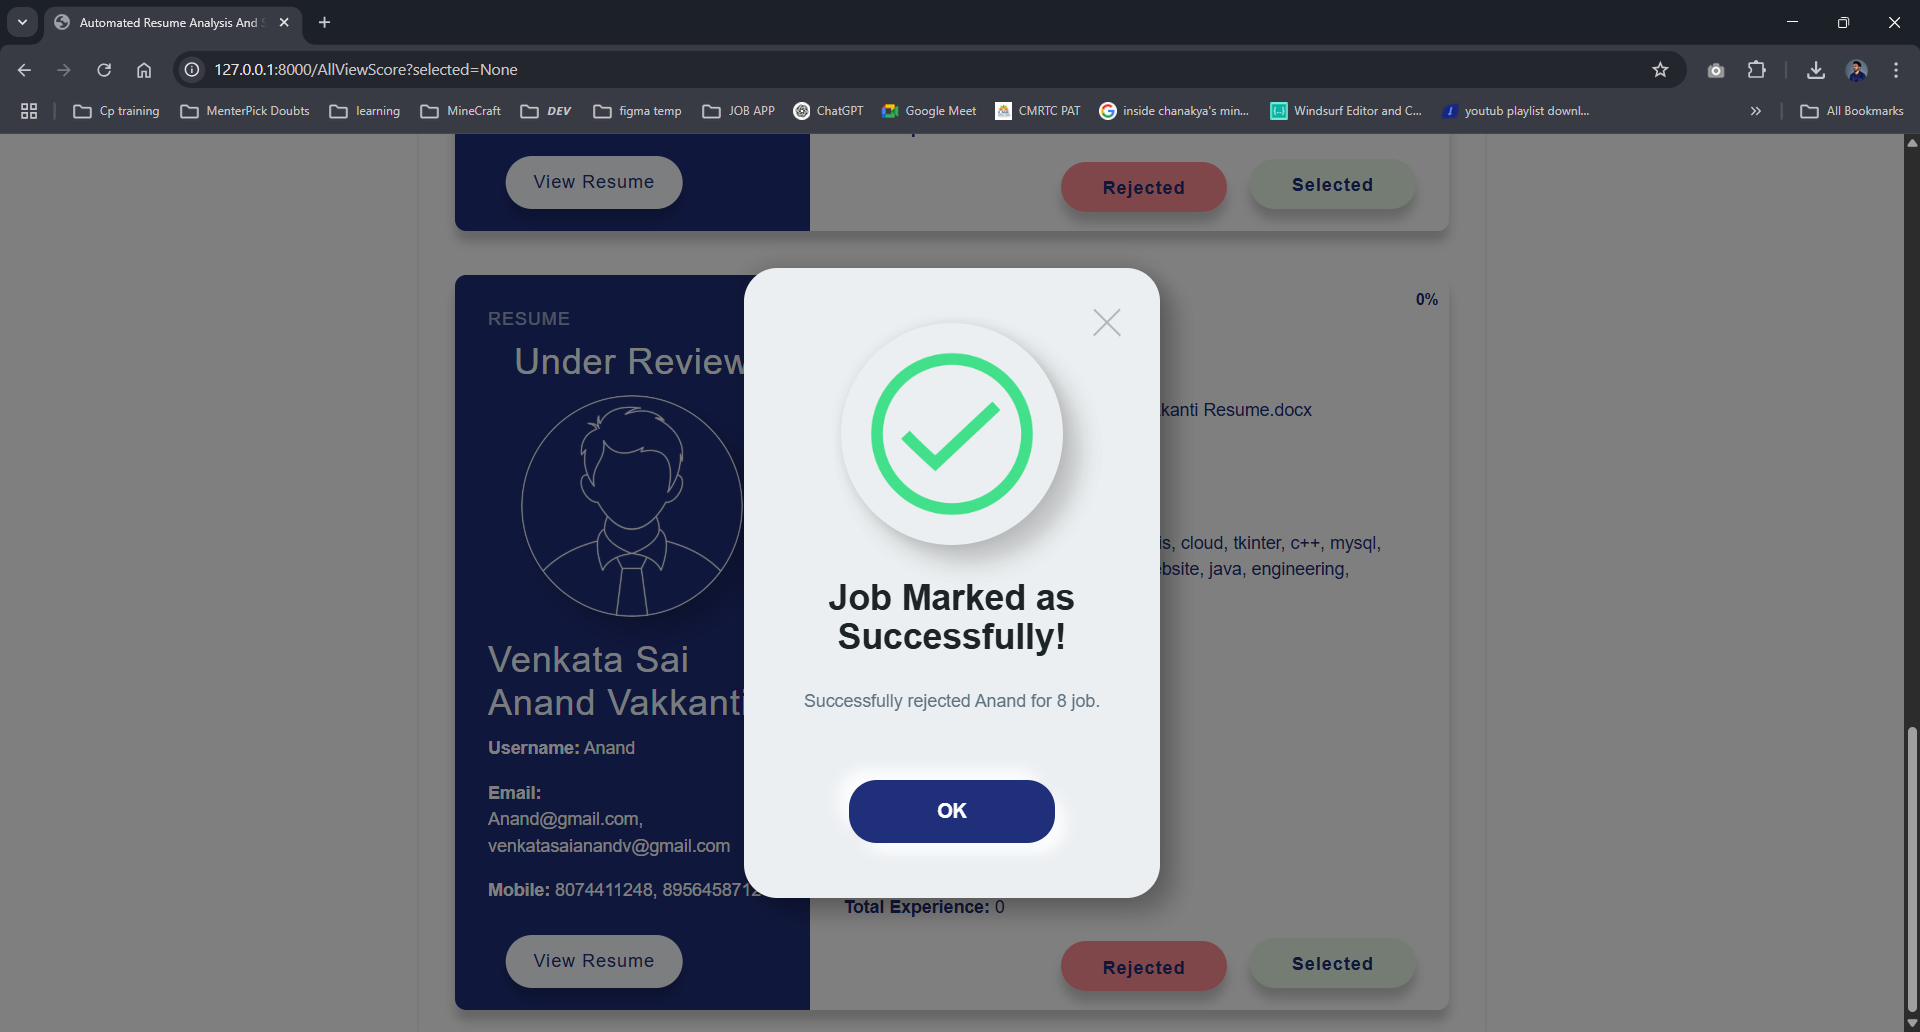 Automated Resume Analysis And
127.0.0.1:8000/AllViewScore?selected=None
Cp training
MenterPick Doubts
learning
MineCraft
DEV
figma temp
JOB APP
ChatGPT
Google Meet
CMRTC PAT
inside chanakya's min...
Windsurf Editor and C...
youtub playlist downl...
All Bookmarks
View Resume
Rejected
Selected
RESUME
Under Review
0%
kanti Resume.docx
is, cloud, tkinter, c++, mysql,
bsite, java, engineering,
Venkata Sai
Anand Vakkanti
Username: Anand
Email:
Anand@gmail.com,
venkatasaianandv@gmail.com
Mobile: 8074411248, 8956458712
Job Marked as
Successfully!
Successfully rejected Anand for 8 job.
OK
Total Experience: 0
View Resume
Rejected
Selected